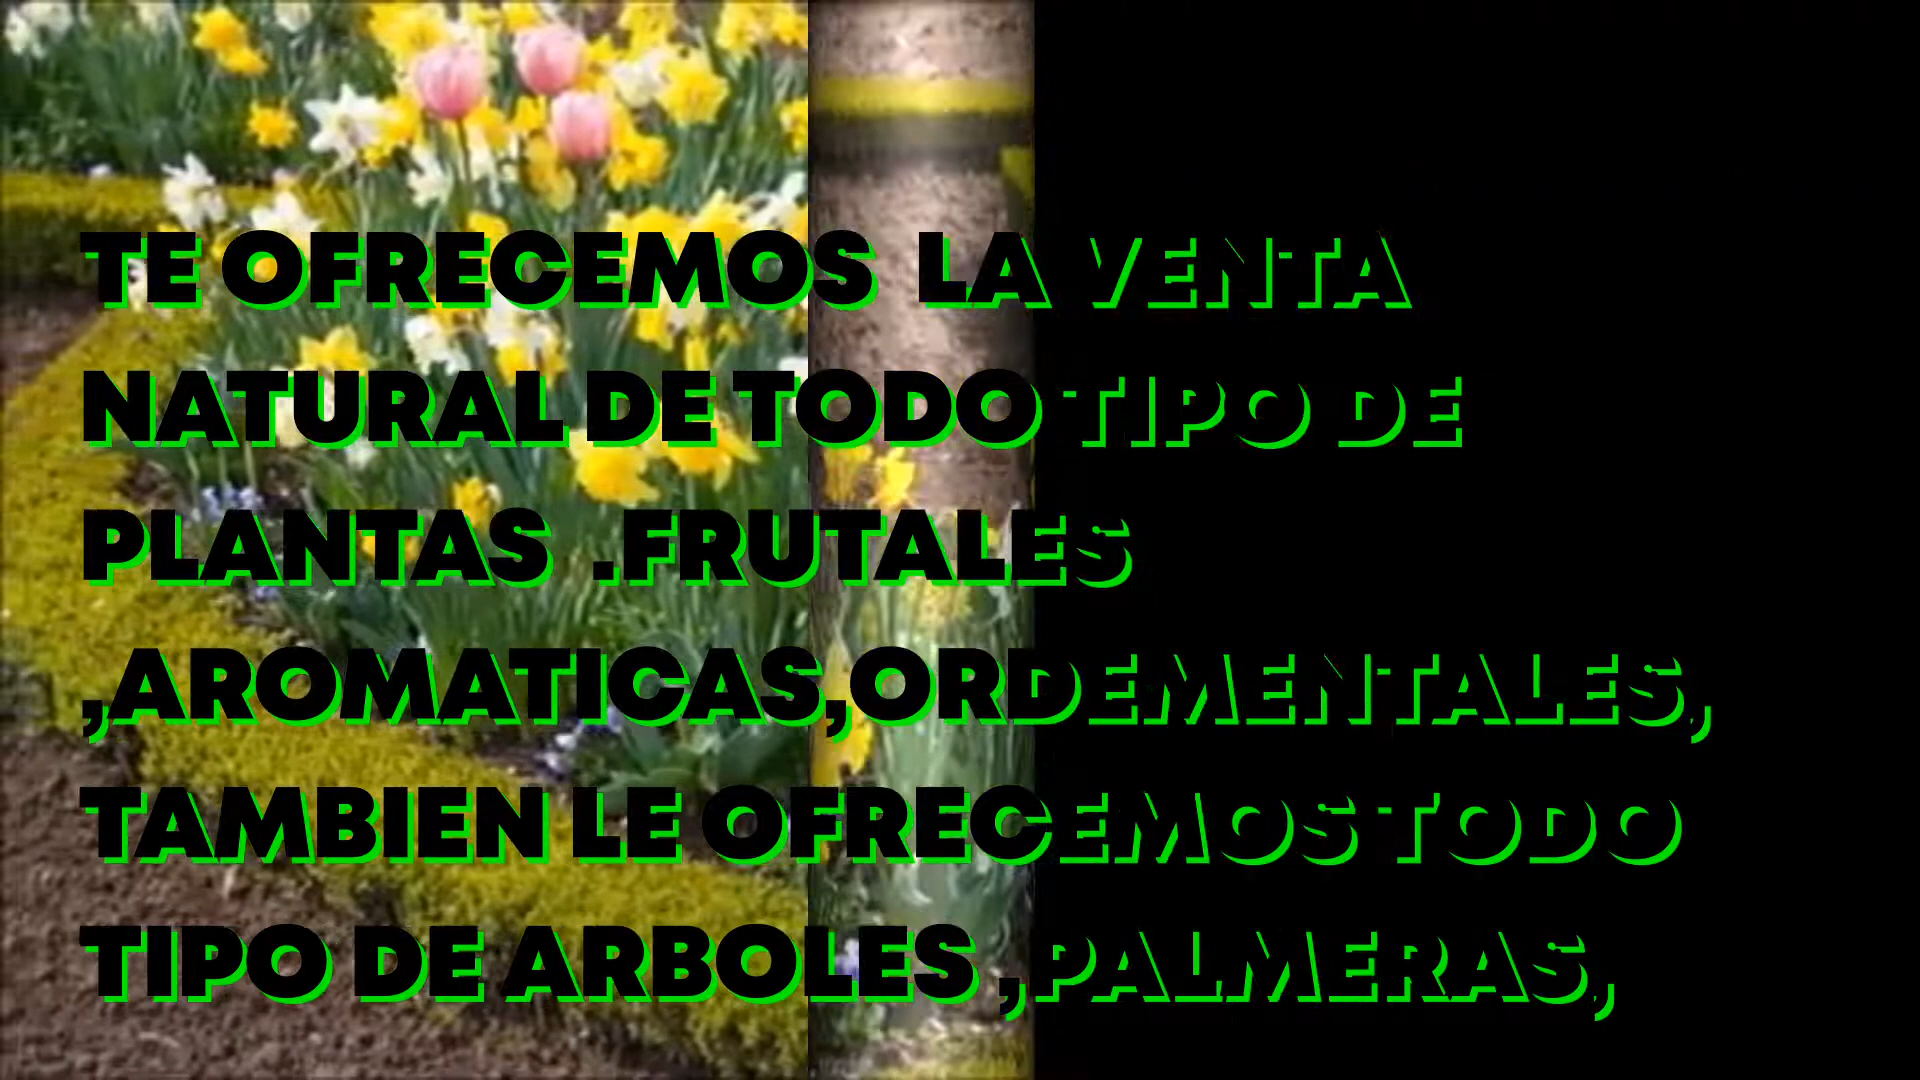 TE OFRECEMOS LA VENTA
NATURAL DE TODO TIPO DE
PLANTAS .FRUTALES
,AROMATICAS,ORDEMENTALES,
TAMBIEN LE OFRECEMOS TODO
TIPO DE ARBOLES ,PALMERAS,